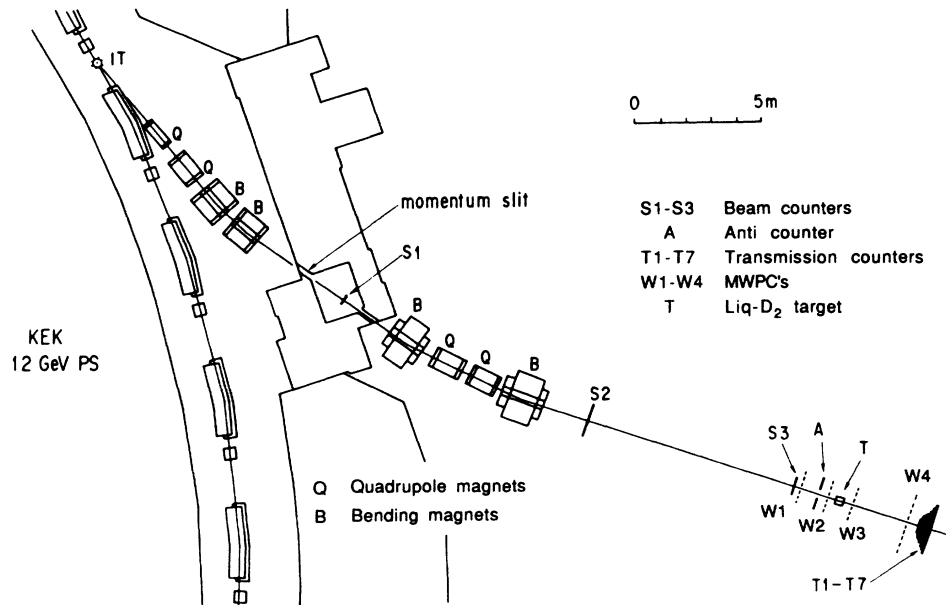 IT
Q
Q
B
B
momentum slit
S1
B
Q
Q
B
S2
0 5m
S1-S3 Beam counters
A Anti counter
T1-T7 Transmission counters
W1-W4 MWPC's
T Liq-D₂ target
KEK
12 GeV PS
Q Quadrupole magnets
B Bending magnets
S3
A
T
W4
W1
W2
W3
T1-T7